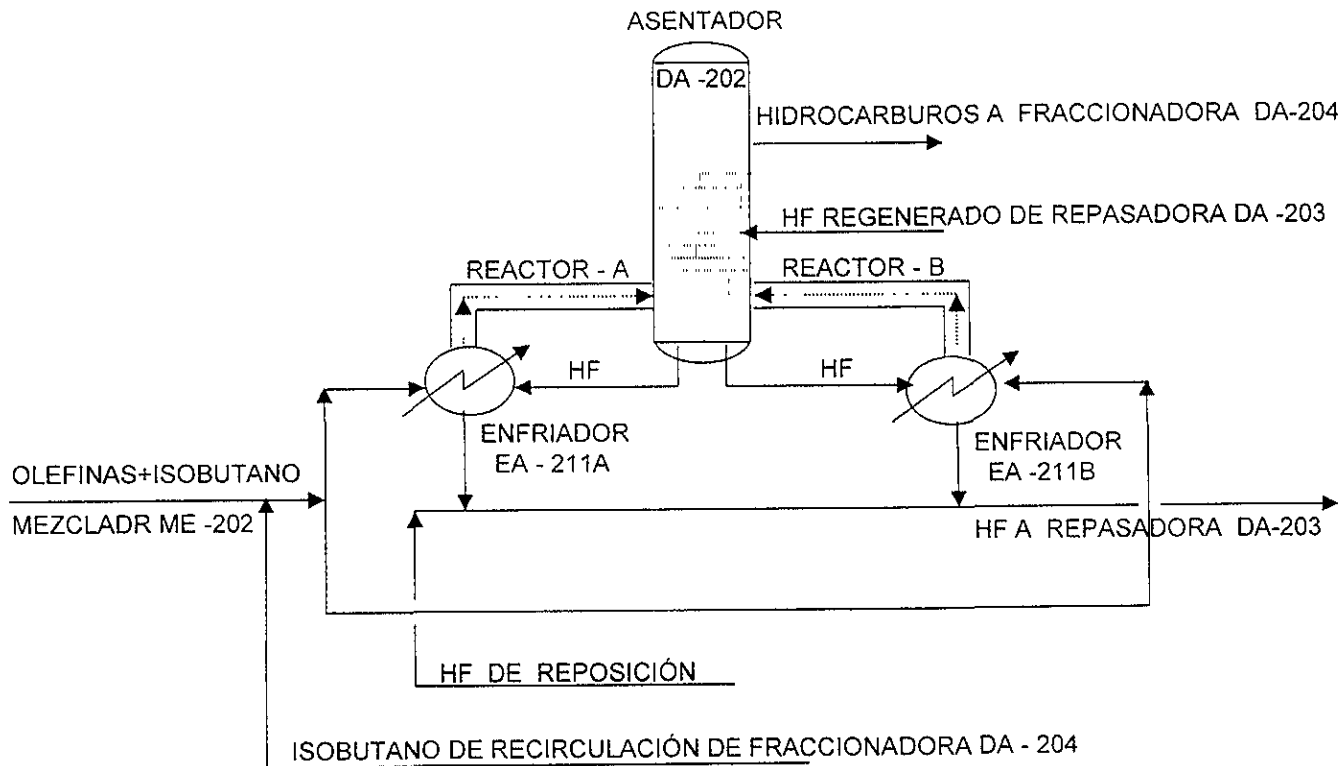 ASENTADOR
DA -202
HIDROCARBUROS A FRACCIONADORA DA-204
HF REGENERADO DE REPASADORA DA -203
REACTOR - A
REACTOR - B
HF
HF
ENFRIADOR
EA - 211A
ENFRIADOR
EA -211B
OLEFINAS+ISOBUTANO
MEZCLADR ME -202
HF A REPASADORA DA-203
HF DE REPOSICIÓN
ISOBUTANO DE RECIRCULACIÓN DE FRACCIONADORA DA - 204